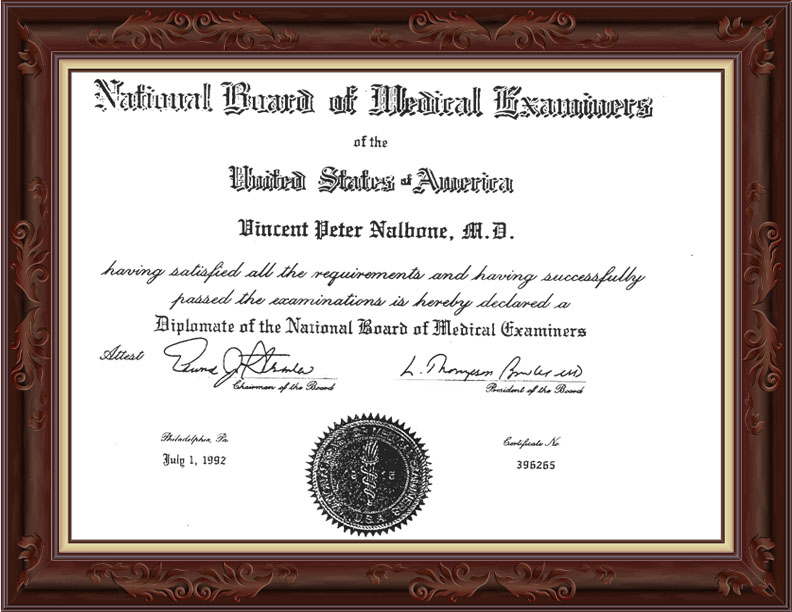 National Board of Medical Examiners
of the
United States of America
Vincent Peter Nalbone, M.D.
having satisfied all the requirements and having successfully
passed the examinations is hereby declared a
Diplomate of the National Board of Medical Examiners
Attest
L. Thompson
Chairman of the Board
President of the Board
Philadelphia, Pa.
Certificate No
July 1, 1992
396265
U.S.A.